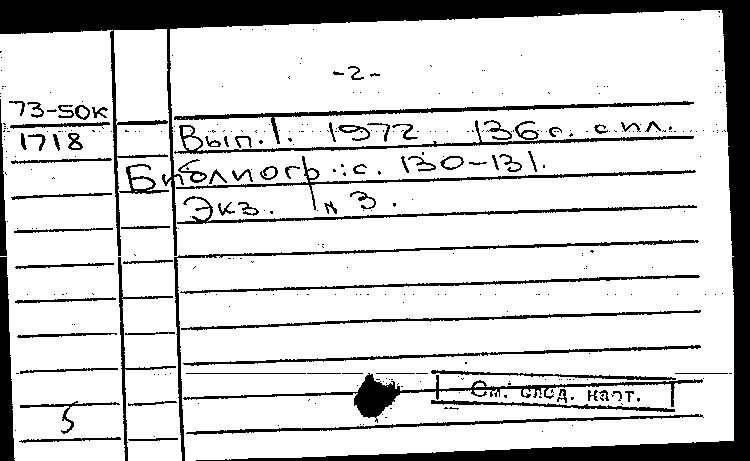 -2-
73-50к
1718
Вып. 1. 1972. 136 с. с ил.
Библиогр.: с. 130-131.
Экз. 1 и 3.
См. след. карт.
5